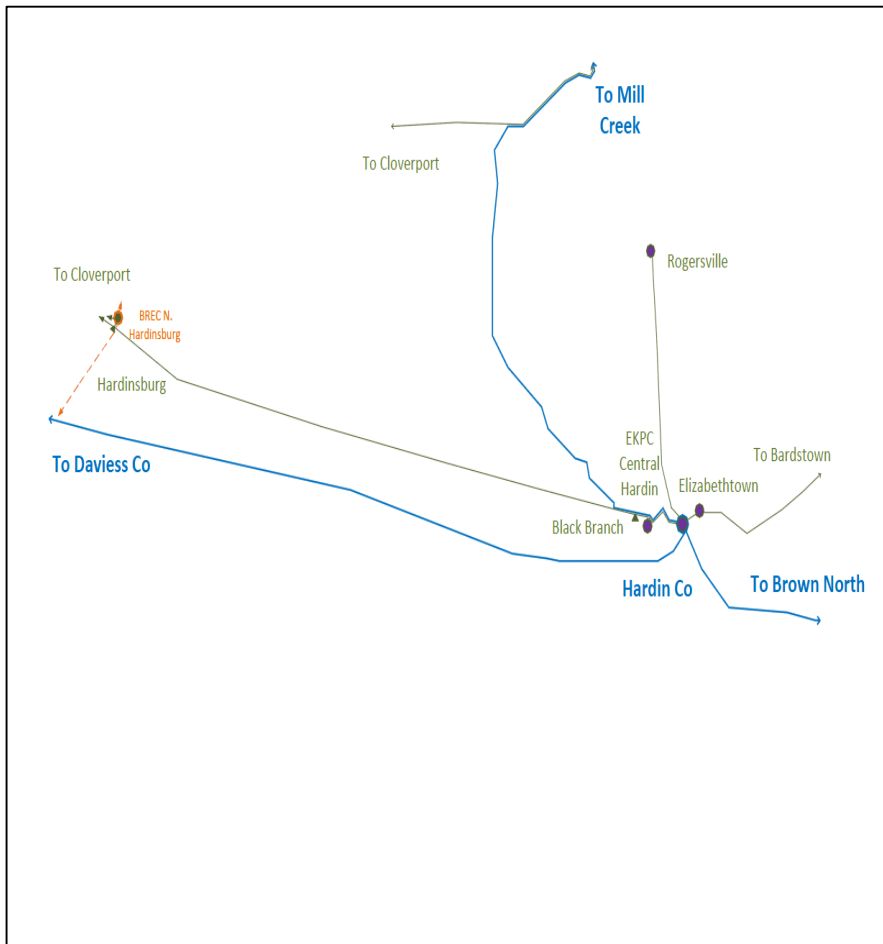 To Mill
Creek
To Cloverport
Rogersville
To Cloverport
BREC N.
Hardinsburg
Hardinsburg
EKPC
Central
Hardin
To Bardstown
To Daviess Co
Elizabethtown
Black Branch
Hardin Co
To Brown North